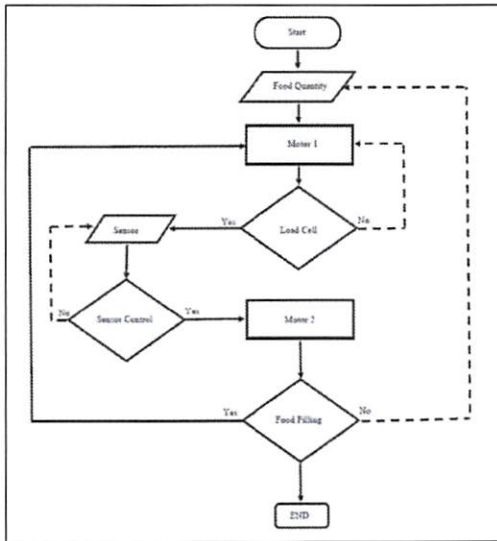 Start
Food Quantity
Motor 1
Load Cell
Yes
No
Sensor
Sensor Control
No
Yes
Motor 2
Food Filling
Yes
No
END